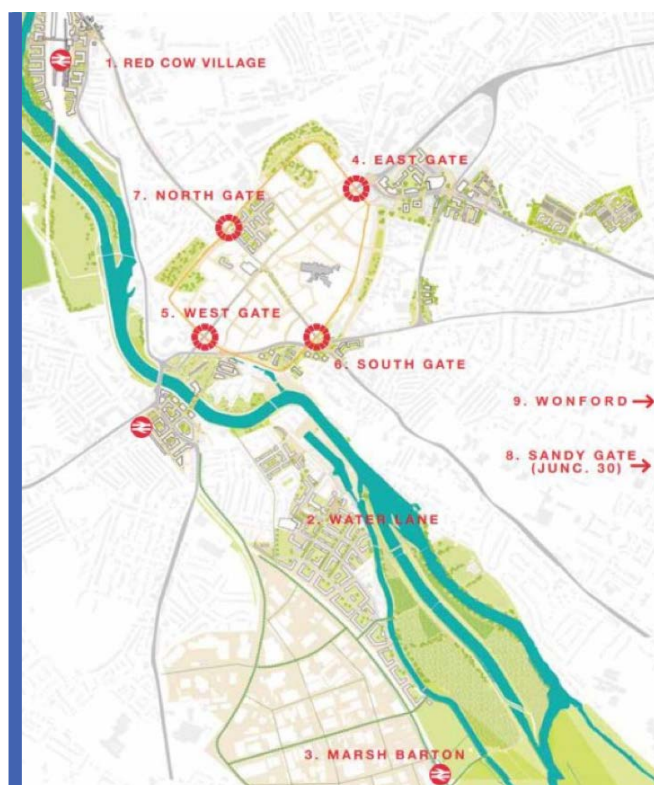 1. RED COW VILLAGE
4. EAST GATE
7. NORTH GATE
5. WEST GATE
6. SOUTH GATE
9. WONFORD
8. SANDY GATE
(JUNC. 30)
2. WATER LANE
3. MARSH BARTON